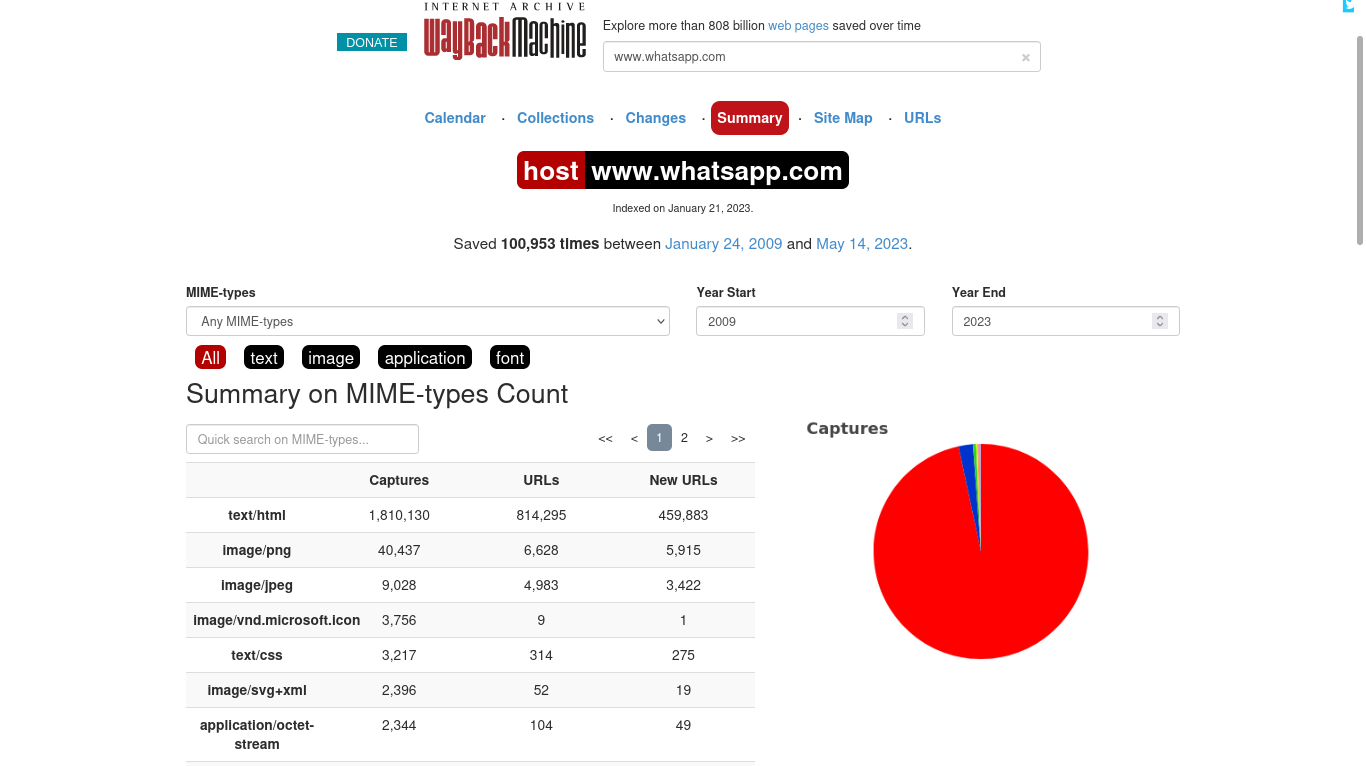 INTERNET ARCHIVE
WayBackMachine
DONATE
Explore more than 808 billion web pages saved over time
www.whatsapp.com ×
Calendar · Collections · Changes · Summary · Site Map · URLs
host www.whatsapp.com
Indexed on January 21, 2023.
Saved 100,953 times between January 24, 2009 and May 14, 2023.
MIME-types Year Start Year End
Any MIME-types 2009 2023
All text image application font
Summary on MIME-types Count
Quick search on MIME-types... << < 1 2 > >>
Captures
Captures URLs New URLs
text/html 1,810,130 814,295 459,883
image/png 40,437 6,628 5,915
image/jpeg 9,028 4,983 3,422
image/vnd.microsoft.icon 3,756 9 1
text/css 3,217 314 275
image/svg+xml 2,396 52 19
application/octet- 2,344 104 49
stream